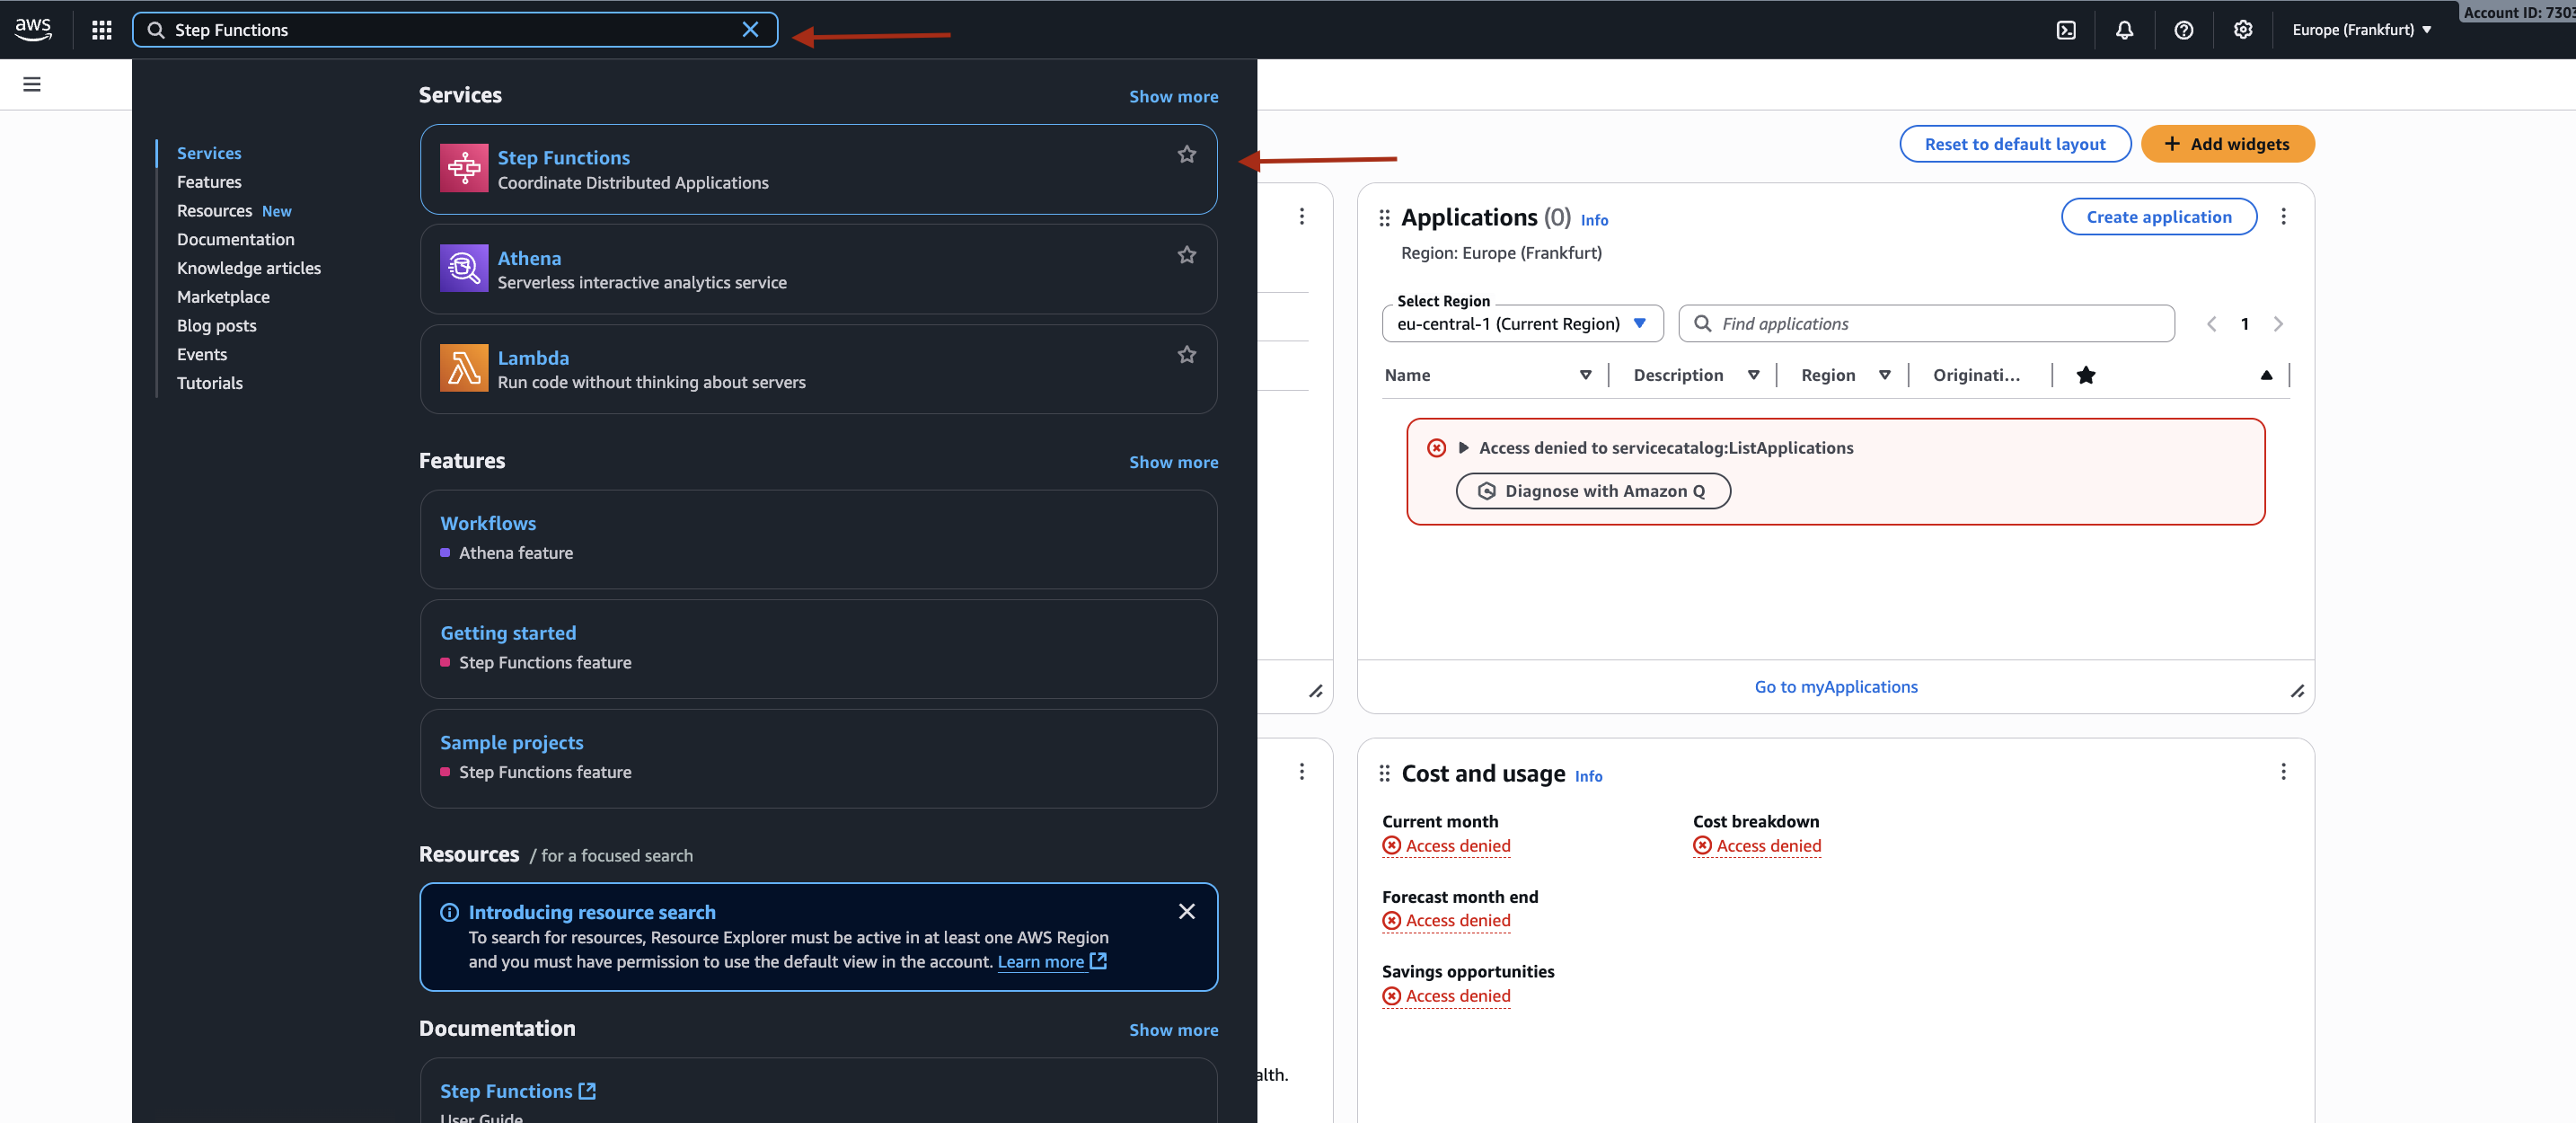 aws
Step Functions
Europe (Frankfurt)
Account ID: 7303
Services
Features
Resources New
Documentation
Knowledge articles
Marketplace
Blog posts
Events
Tutorials
Services Show more
Step Functions
Coordinate Distributed Applications
Athena
Serverless interactive analytics service
Lambda
Run code without thinking about servers
Features Show more
Workflows
Athena feature
Getting started
Step Functions feature
Sample projects
Step Functions feature
Resources / for a focused search
Introducing resource search
To search for resources, Resource Explorer must be active in at least one AWS Region
and you must have permission to use the default view in the account. Learn more
Documentation Show more
Step Functions
User Guide
Reset to default layout
+ Add widgets
Applications (0) Info
Create application
Region: Europe (Frankfurt)
Select Region
eu-central-1 (Current Region)
Find applications
1
Name Description Region Originati...
Access denied to servicecatalog:ListApplications
Diagnose with Amazon Q
Go to myApplications
alth.
Cost and usage Info
Current month
Access denied
Cost breakdown
Access denied
Forecast month end
Access denied
Savings opportunities
Access denied